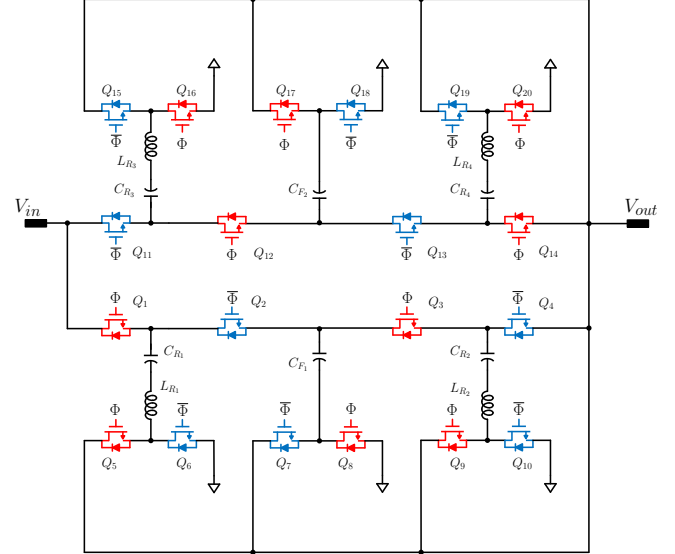 Q15 Q16 Q17 Q18 Q19 Q20
Φ̅ Φ Φ Φ̅ Φ̅ Φ
LR3 LR4
CR3 CF2 CR4
Vin Vout
Φ̅ Q11 Φ Q12 Φ̅ Q13 Φ Q14
Φ Q1 Φ̅ Q2 Φ Q3 Φ̅ Q4
CR1 CF1 CR2
LR1 LR2
Φ Φ̅ Φ̅ Φ Φ Φ̅
Q5 Q6 Q7 Q8 Q9 Q10